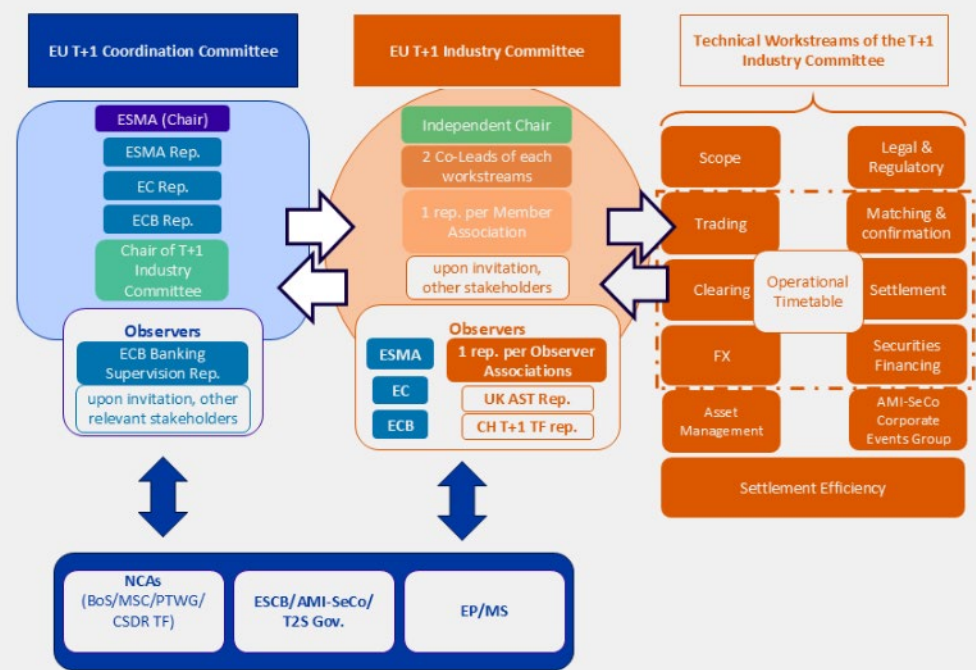 EU T+1 Coordination Committee
ESMA (Chair)
ESMA Rep.
EC Rep.
ECB Rep.
Chair of T+1
Industry
Committee
Observers
ECB Banking
Supervision Rep.
upon invitation, other
relevant stakeholders
EU T+1 Industry Committee
Independent Chair
2 Co-Leads of each
workstreams
1 rep. per Member
Association
upon invitation,
other stakeholders
Observers
ESMA
EC
ECB
1 rep. per Observer
Associations
UK AST Rep.
CH T+1 TF rep.
Technical Workstreams of the T+1
Industry Committee
Scope
Legal &
Regulatory
Trading
Matching &
confirmation
Clearing
Operational
Timetable
Settlement
FX
Securities
Financing
Asset
Management
AMI-SeCo
Corporate
Events Group
Settlement Efficiency
NCAs
(BoS/MSC/PTWG/
CSDR TF)
ESCB/AMI-SeCo/
T2S Gov.
EP/MS